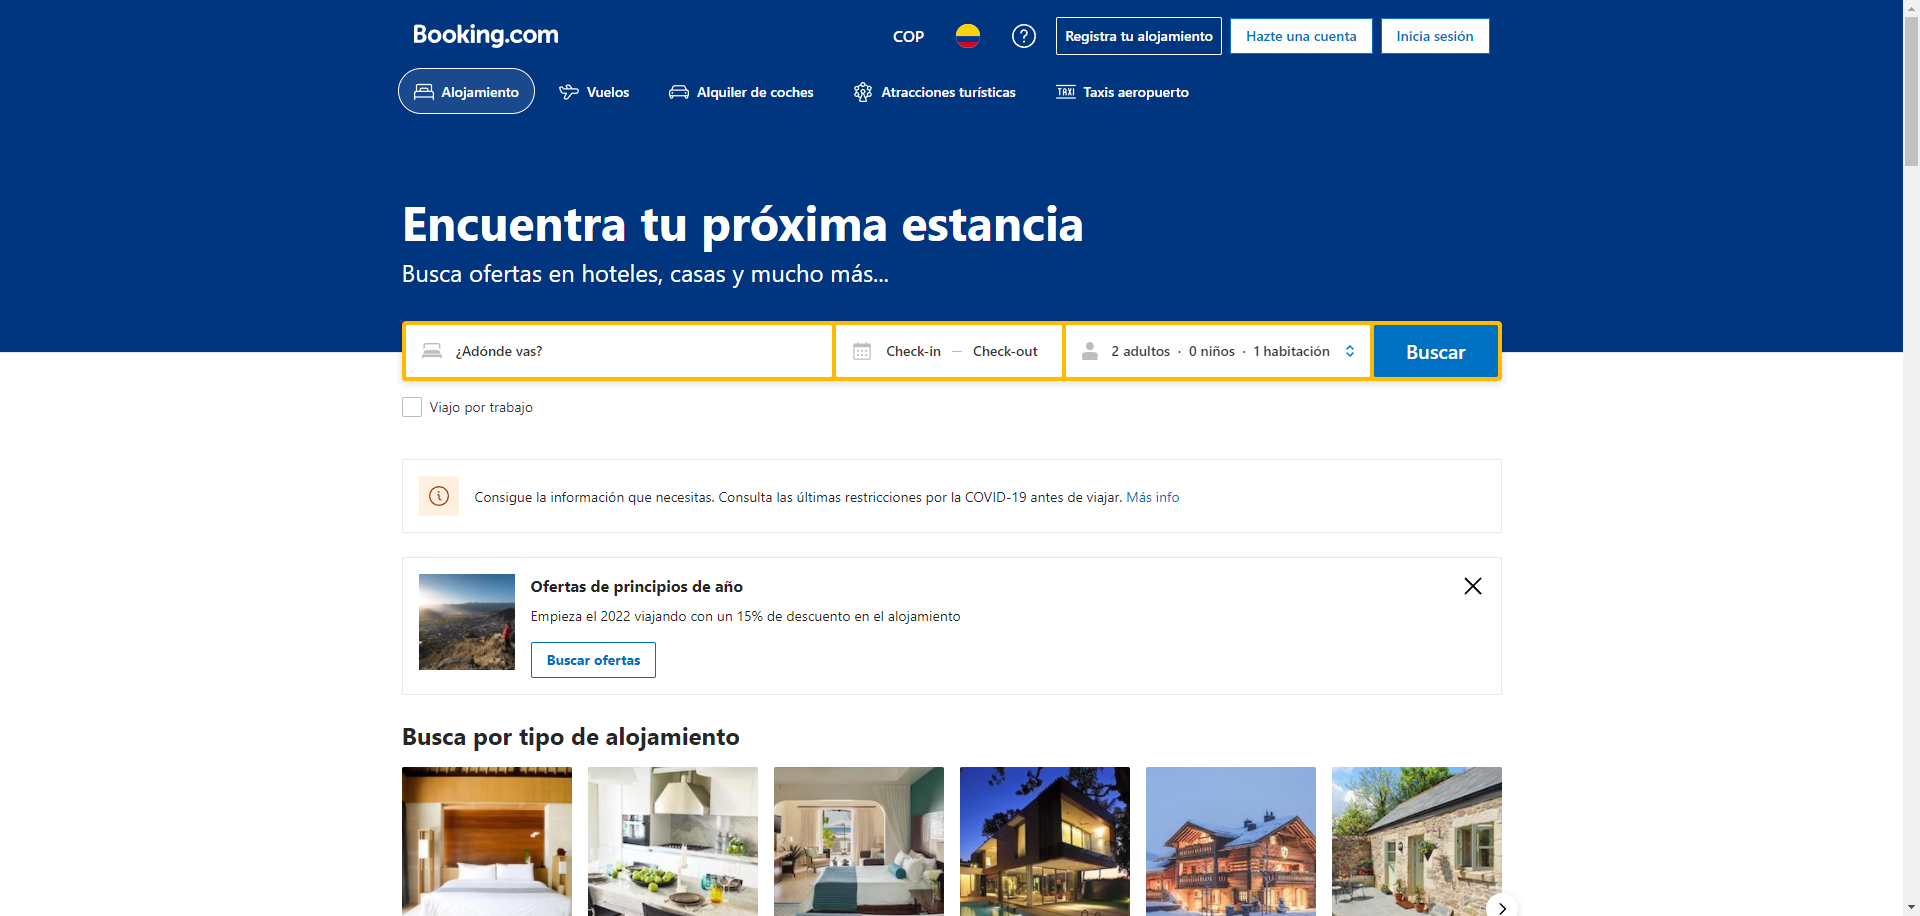 Booking.com
COP
Registra tu alojamiento
Hazte una cuenta
Inicia sesión
Alojamiento
Vuelos
Alquiler de coches
Atracciones turísticas
TAXI
Taxis aeropuerto
Encuentra tu próxima estancia
Busca ofertas en hoteles, casas y mucho más...
¿Adónde vas?
Check-in — Check-out
2 adultos · 0 niños · 1 habitación
Buscar
Viajo por trabajo
Consigue la información que necesitas. Consulta las últimas restricciones por la COVID-19 antes de viajar. Más info
Ofertas de principios de año
Empieza el 2022 viajando con un 15% de descuento en el alojamiento
Buscar ofertas
Busca por tipo de alojamiento